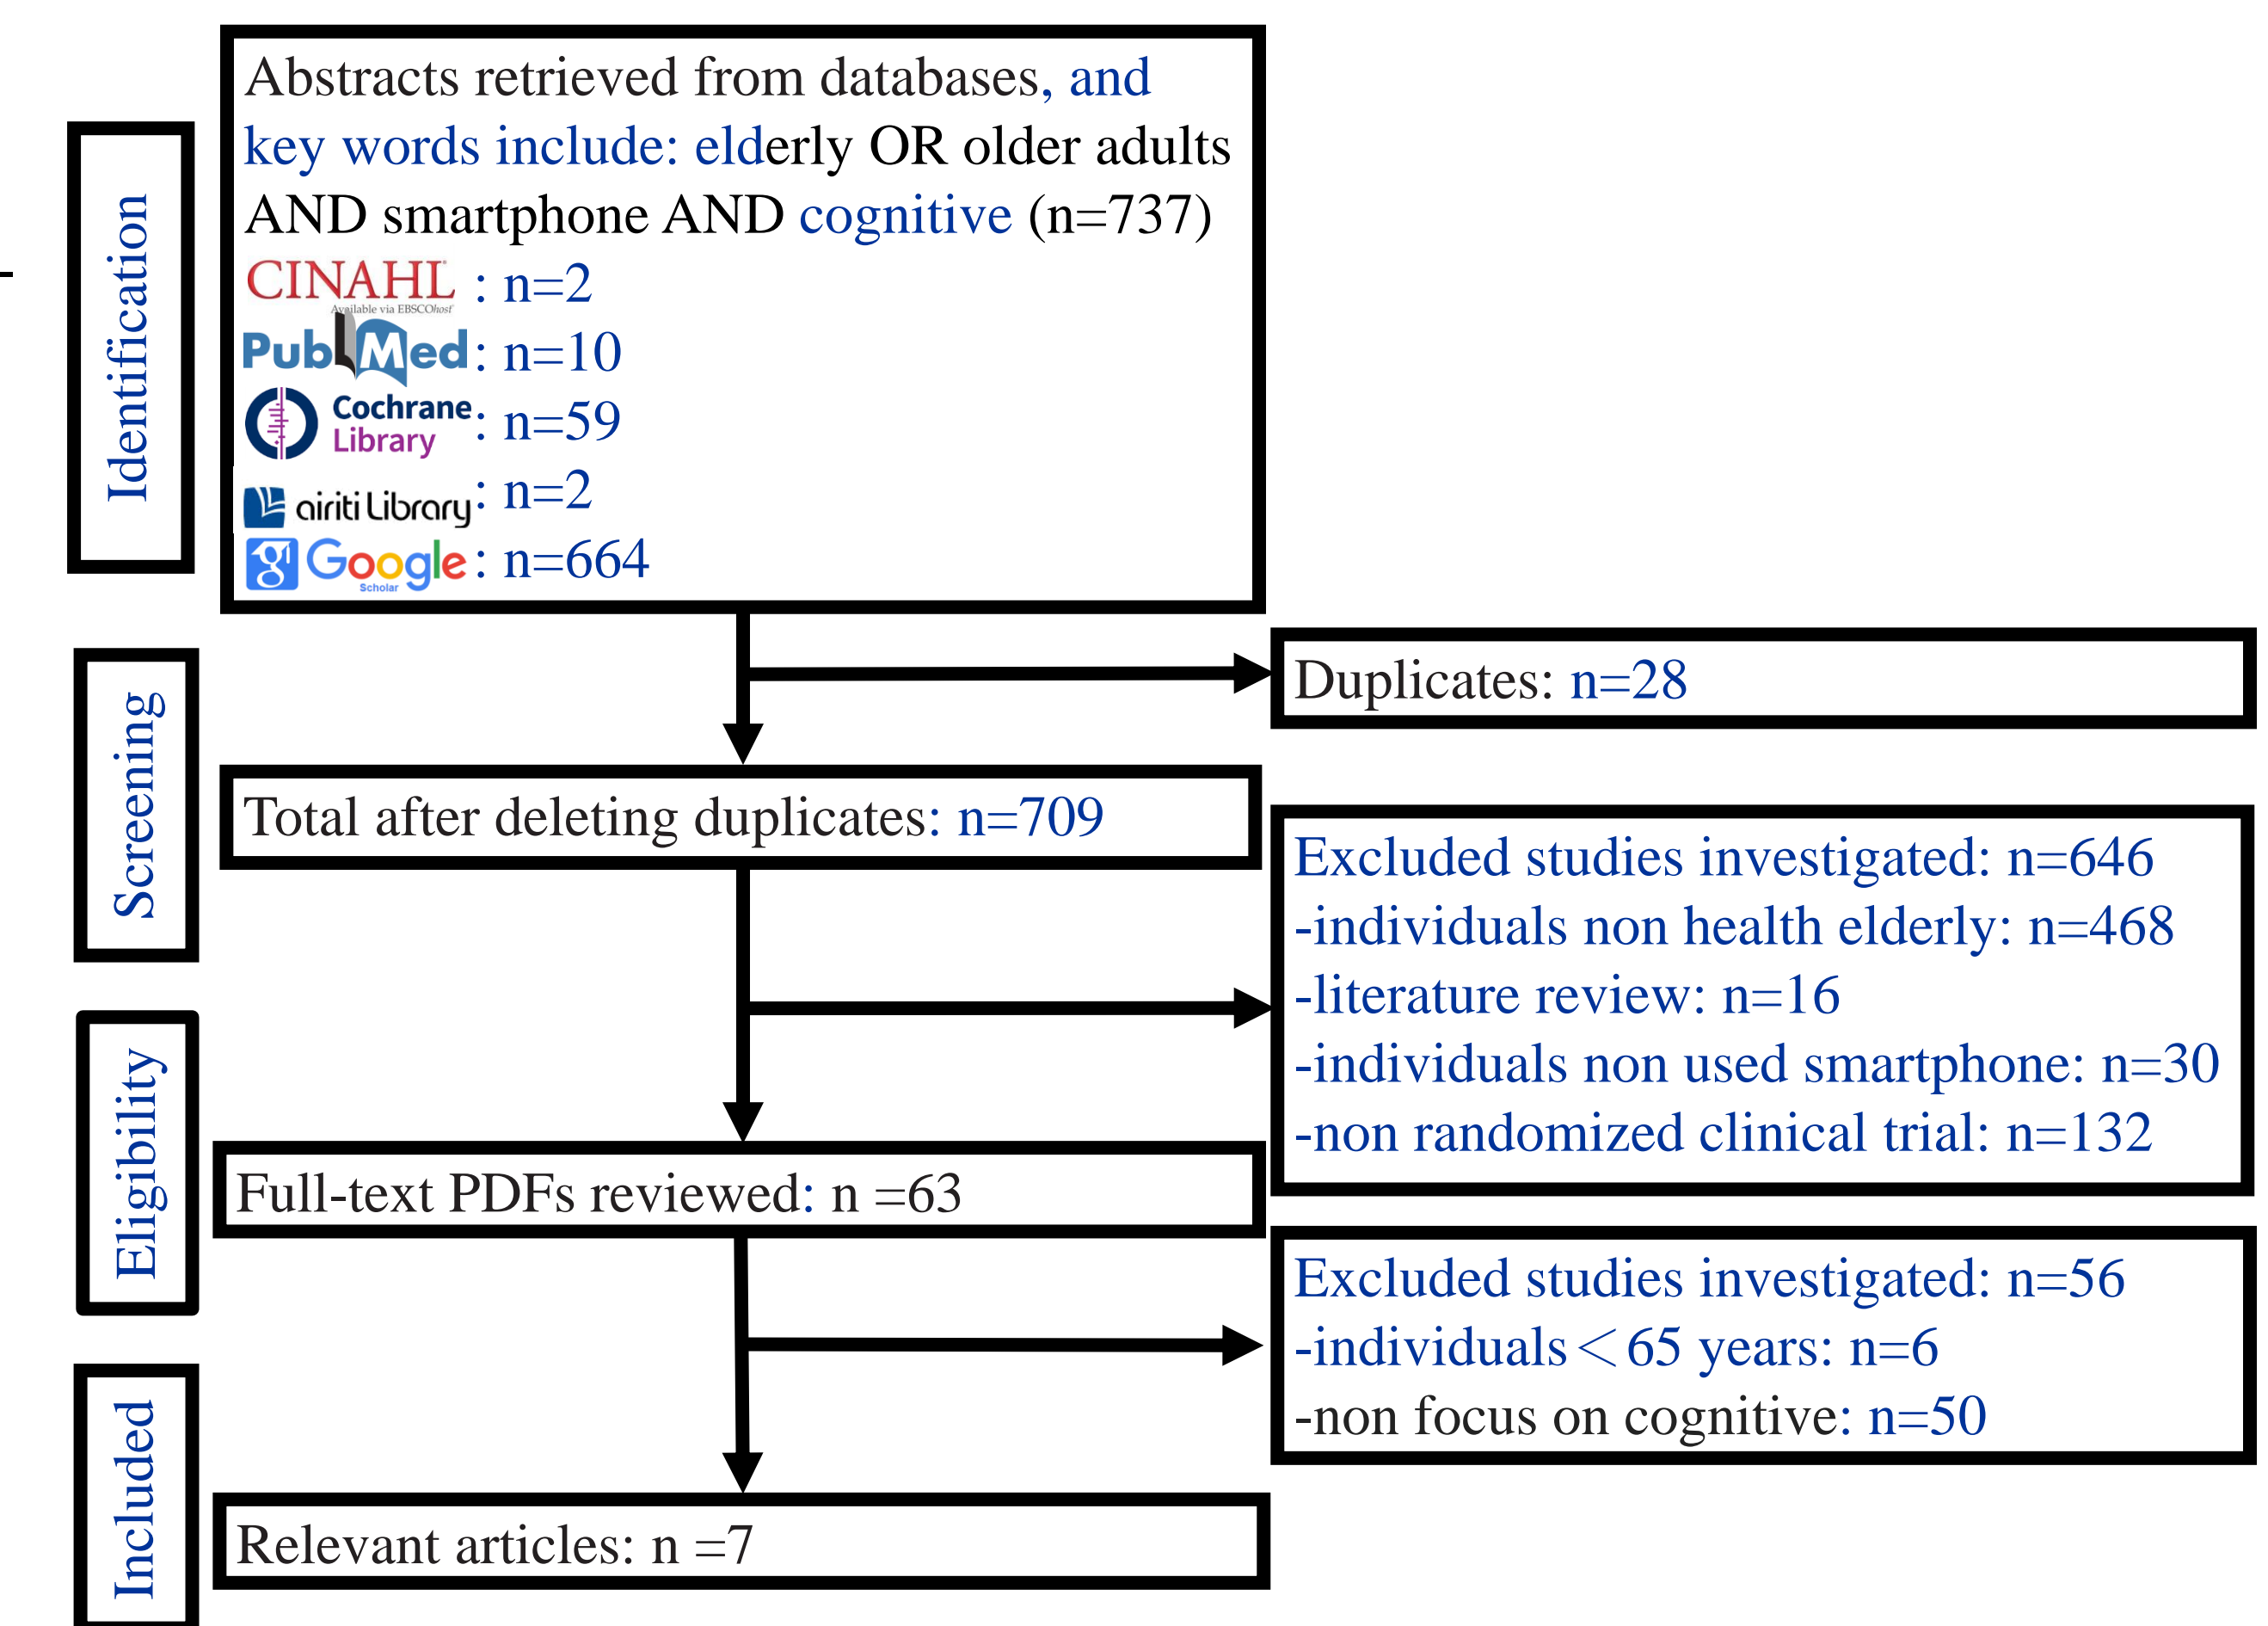 Identification
Abstracts retrieved from databases, and
key words include: elderly OR older adults
AND smartphone AND cognitive (n=737)
CINAHL : n=2
Available via EBSCOhost
PubMed : n=10
Cochrane Library : n=59
airiti Library : n=2
Google Scholar : n=664
Screening
Duplicates: n=28
Total after deleting duplicates: n=709
Excluded studies investigated: n=646
-individuals non health elderly: n=468
-literature review: n=16
-individuals non used smartphone: n=30
-non randomized clinical trial: n=132
Eligibility
Full-text PDFs reviewed: n =63
Excluded studies investigated: n=56
-individuals＜65 years: n=6
-non focus on cognitive: n=50
Included
Relevant articles: n =7